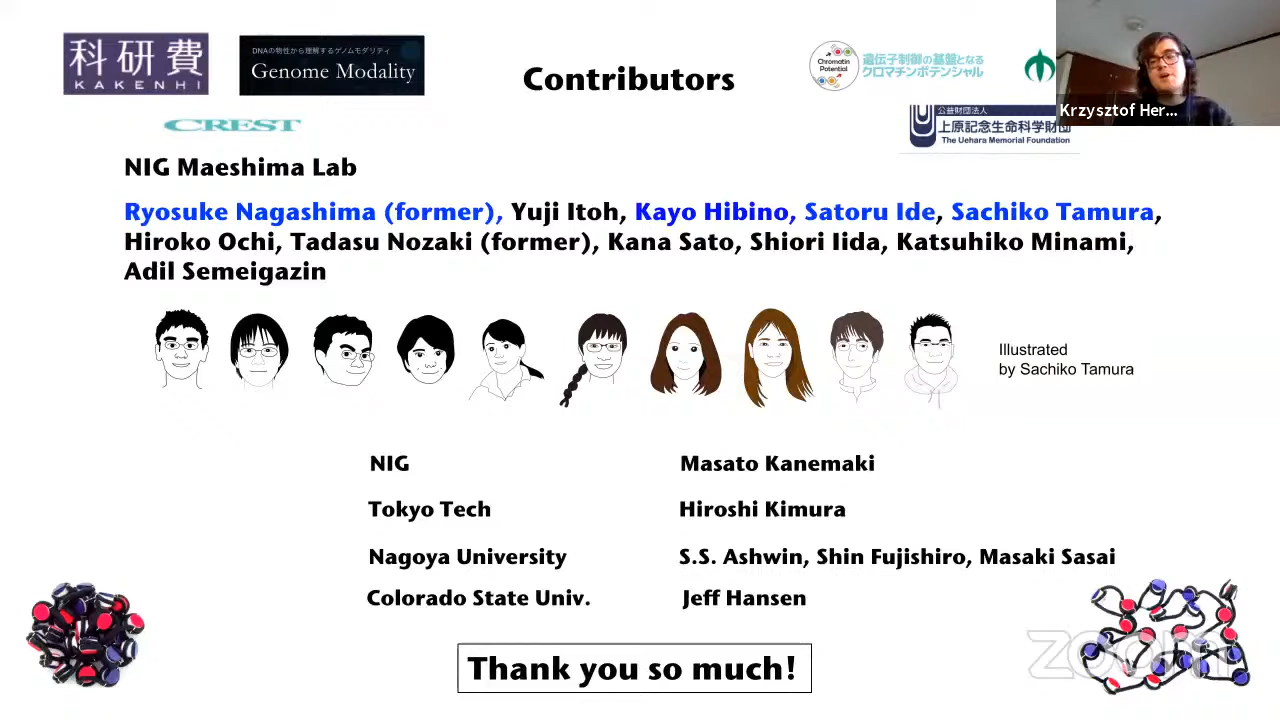 科研費
KAKENHI
DNAの物性から理解するゲノムモダリティ
Genome Modality
CREST
Contributors
Chromatin
Potential
遺伝子制御の基盤となる
クロマチンポテンシャル
公益財団法人
上原記念生命科学財団
The Uehara Memorial Foundation
Krzysztof Her...
NIG Maeshima Lab
Ryosuke Nagashima (former), Yuji Itoh, Kayo Hibino, Satoru Ide, Sachiko Tamura,
Hiroko Ochi, Tadasu Nozaki (former), Kana Sato, Shiori Iida, Katsuhiko Minami,
Adil Semeigazin
Illustrated
by Sachiko Tamura
NIG Masato Kanemaki
Tokyo Tech Hiroshi Kimura
Nagoya University S.S. Ashwin, Shin Fujishiro, Masaki Sasai
Colorado State Univ. Jeff Hansen
Thank you so much!
zoom